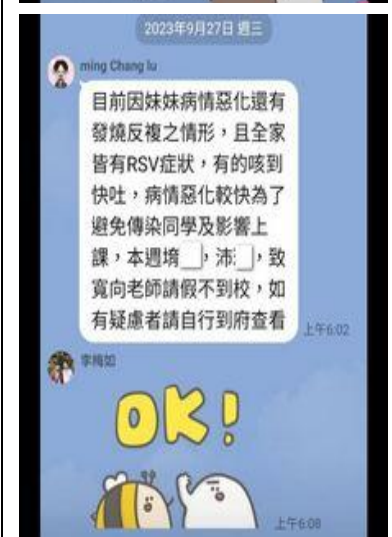 2023年9月27日 週三
ming Chang lu
目前因妹妹病情惡化還有
發燒反複之情形，且全家
皆有RSV症狀，有的咳到
快吐，病情惡化較快為了
避免傳染同學及影響上
課，本週堉，沛，致
寬向老師請假不到校，如
有疑慮者請自行到府查看
上午6:02
李梅如
OK!
上午6:08